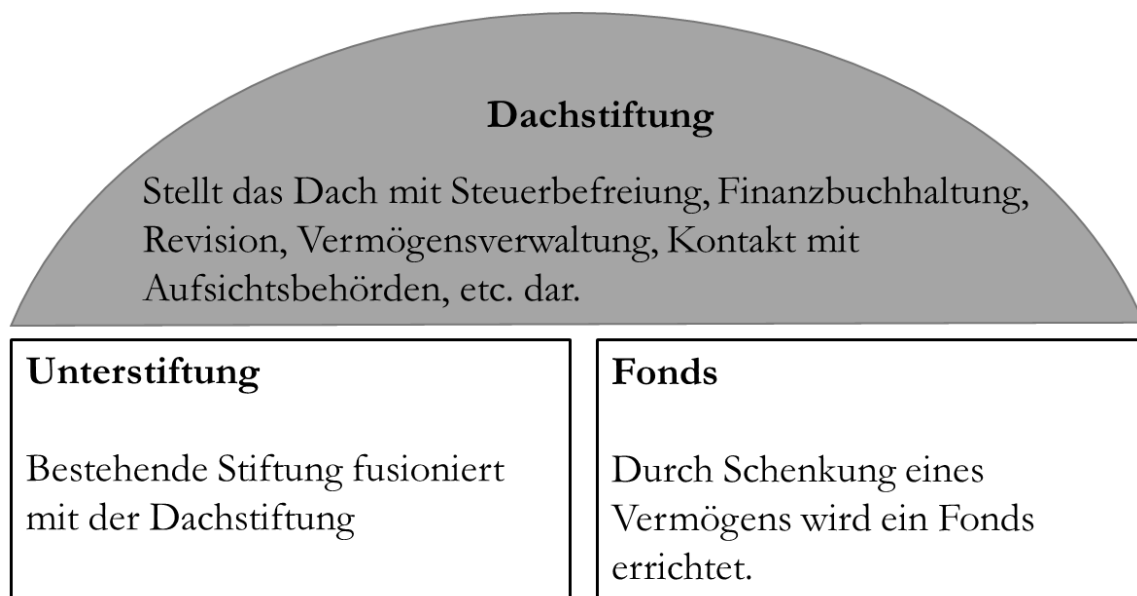 Dachstiftung
Stellt das Dach mit Steuerbefreiung, Finanzbuchhaltung,
Revision, Vermögensverwaltung, Kontakt mit
Aufsichtsbehörden, etc. dar.
Unterstiftung
Bestehende Stiftung fusioniert
mit der Dachstiftung
Fonds
Durch Schenkung eines
Vermögens wird ein Fonds
errichtet.